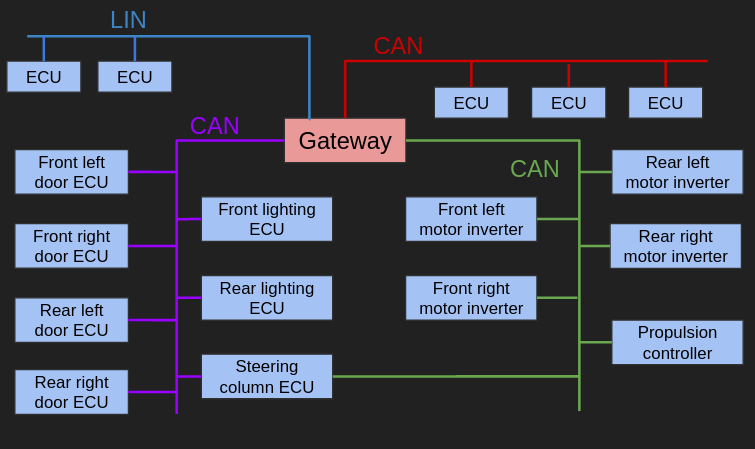 LIN
CAN
ECU
ECU
ECU
ECU
ECU
CAN
Gateway
CAN
Front left
door ECU
Front right
door ECU
Rear left
door ECU
Rear right
door ECU
Front lighting
ECU
Rear lighting
ECU
Steering
column ECU
Front left
motor inverter
Front right
motor inverter
Rear left
motor inverter
Rear right
motor inverter
Propulsion
controller